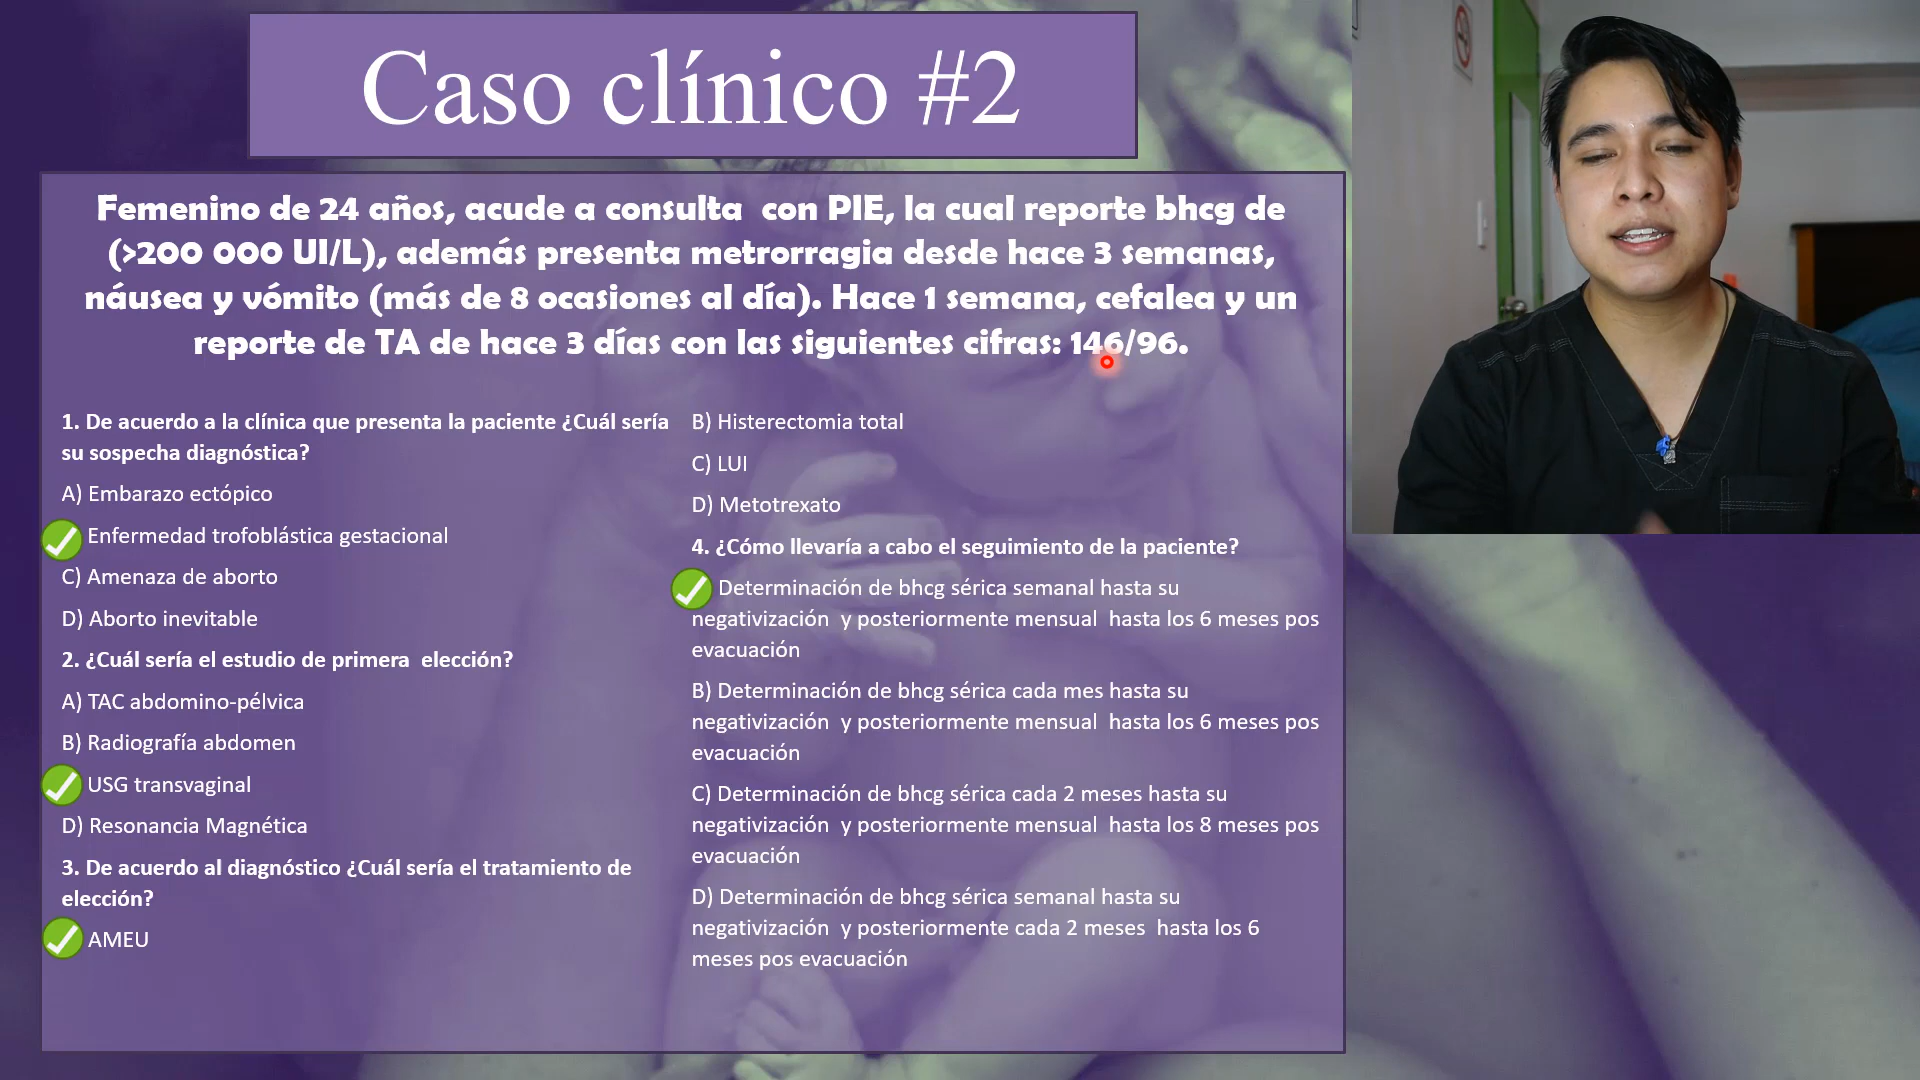 Caso clínico #2
Femenino de 24 años, acude a consulta con PIE, la cual reporte bhcg de
(>200 000 UI/L), además presenta metrorragia desde hace 3 semanas,
náusea y vómito (más de 8 ocasiones al día). Hace 1 semana, cefalea y un
reporte de TA de hace 3 días con las siguientes cifras: 146/96.
1. De acuerdo a la clínica que presenta la paciente ¿Cuál sería
su sospecha diagnóstica?
A) Embarazo ectópico
Enfermedad trofoblástica gestacional
C) Amenaza de aborto
D) Aborto inevitable
2. ¿Cuál sería el estudio de primera elección?
A) TAC abdomino-pélvica
B) Radiografía abdomen
USG transvaginal
D) Resonancia Magnética
3. De acuerdo al diagnóstico ¿Cuál sería el tratamiento de
elección?
AMEU
B) Histerectomia total
C) LUI
D) Metotrexato
4. ¿Cómo llevaría a cabo el seguimiento de la paciente?
Determinación de bhcg sérica semanal hasta su
negativización y posteriormente mensual hasta los 6 meses pos
evacuación
B) Determinación de bhcg sérica cada mes hasta su
negativización y posteriormente mensual hasta los 6 meses pos
evacuación
C) Determinación de bhcg sérica cada 2 meses hasta su
negativización y posteriormente mensual hasta los 8 meses pos
evacuación
D) Determinación de bhcg sérica semanal hasta su
negativización y posteriormente cada 2 meses hasta los 6
meses pos evacuación